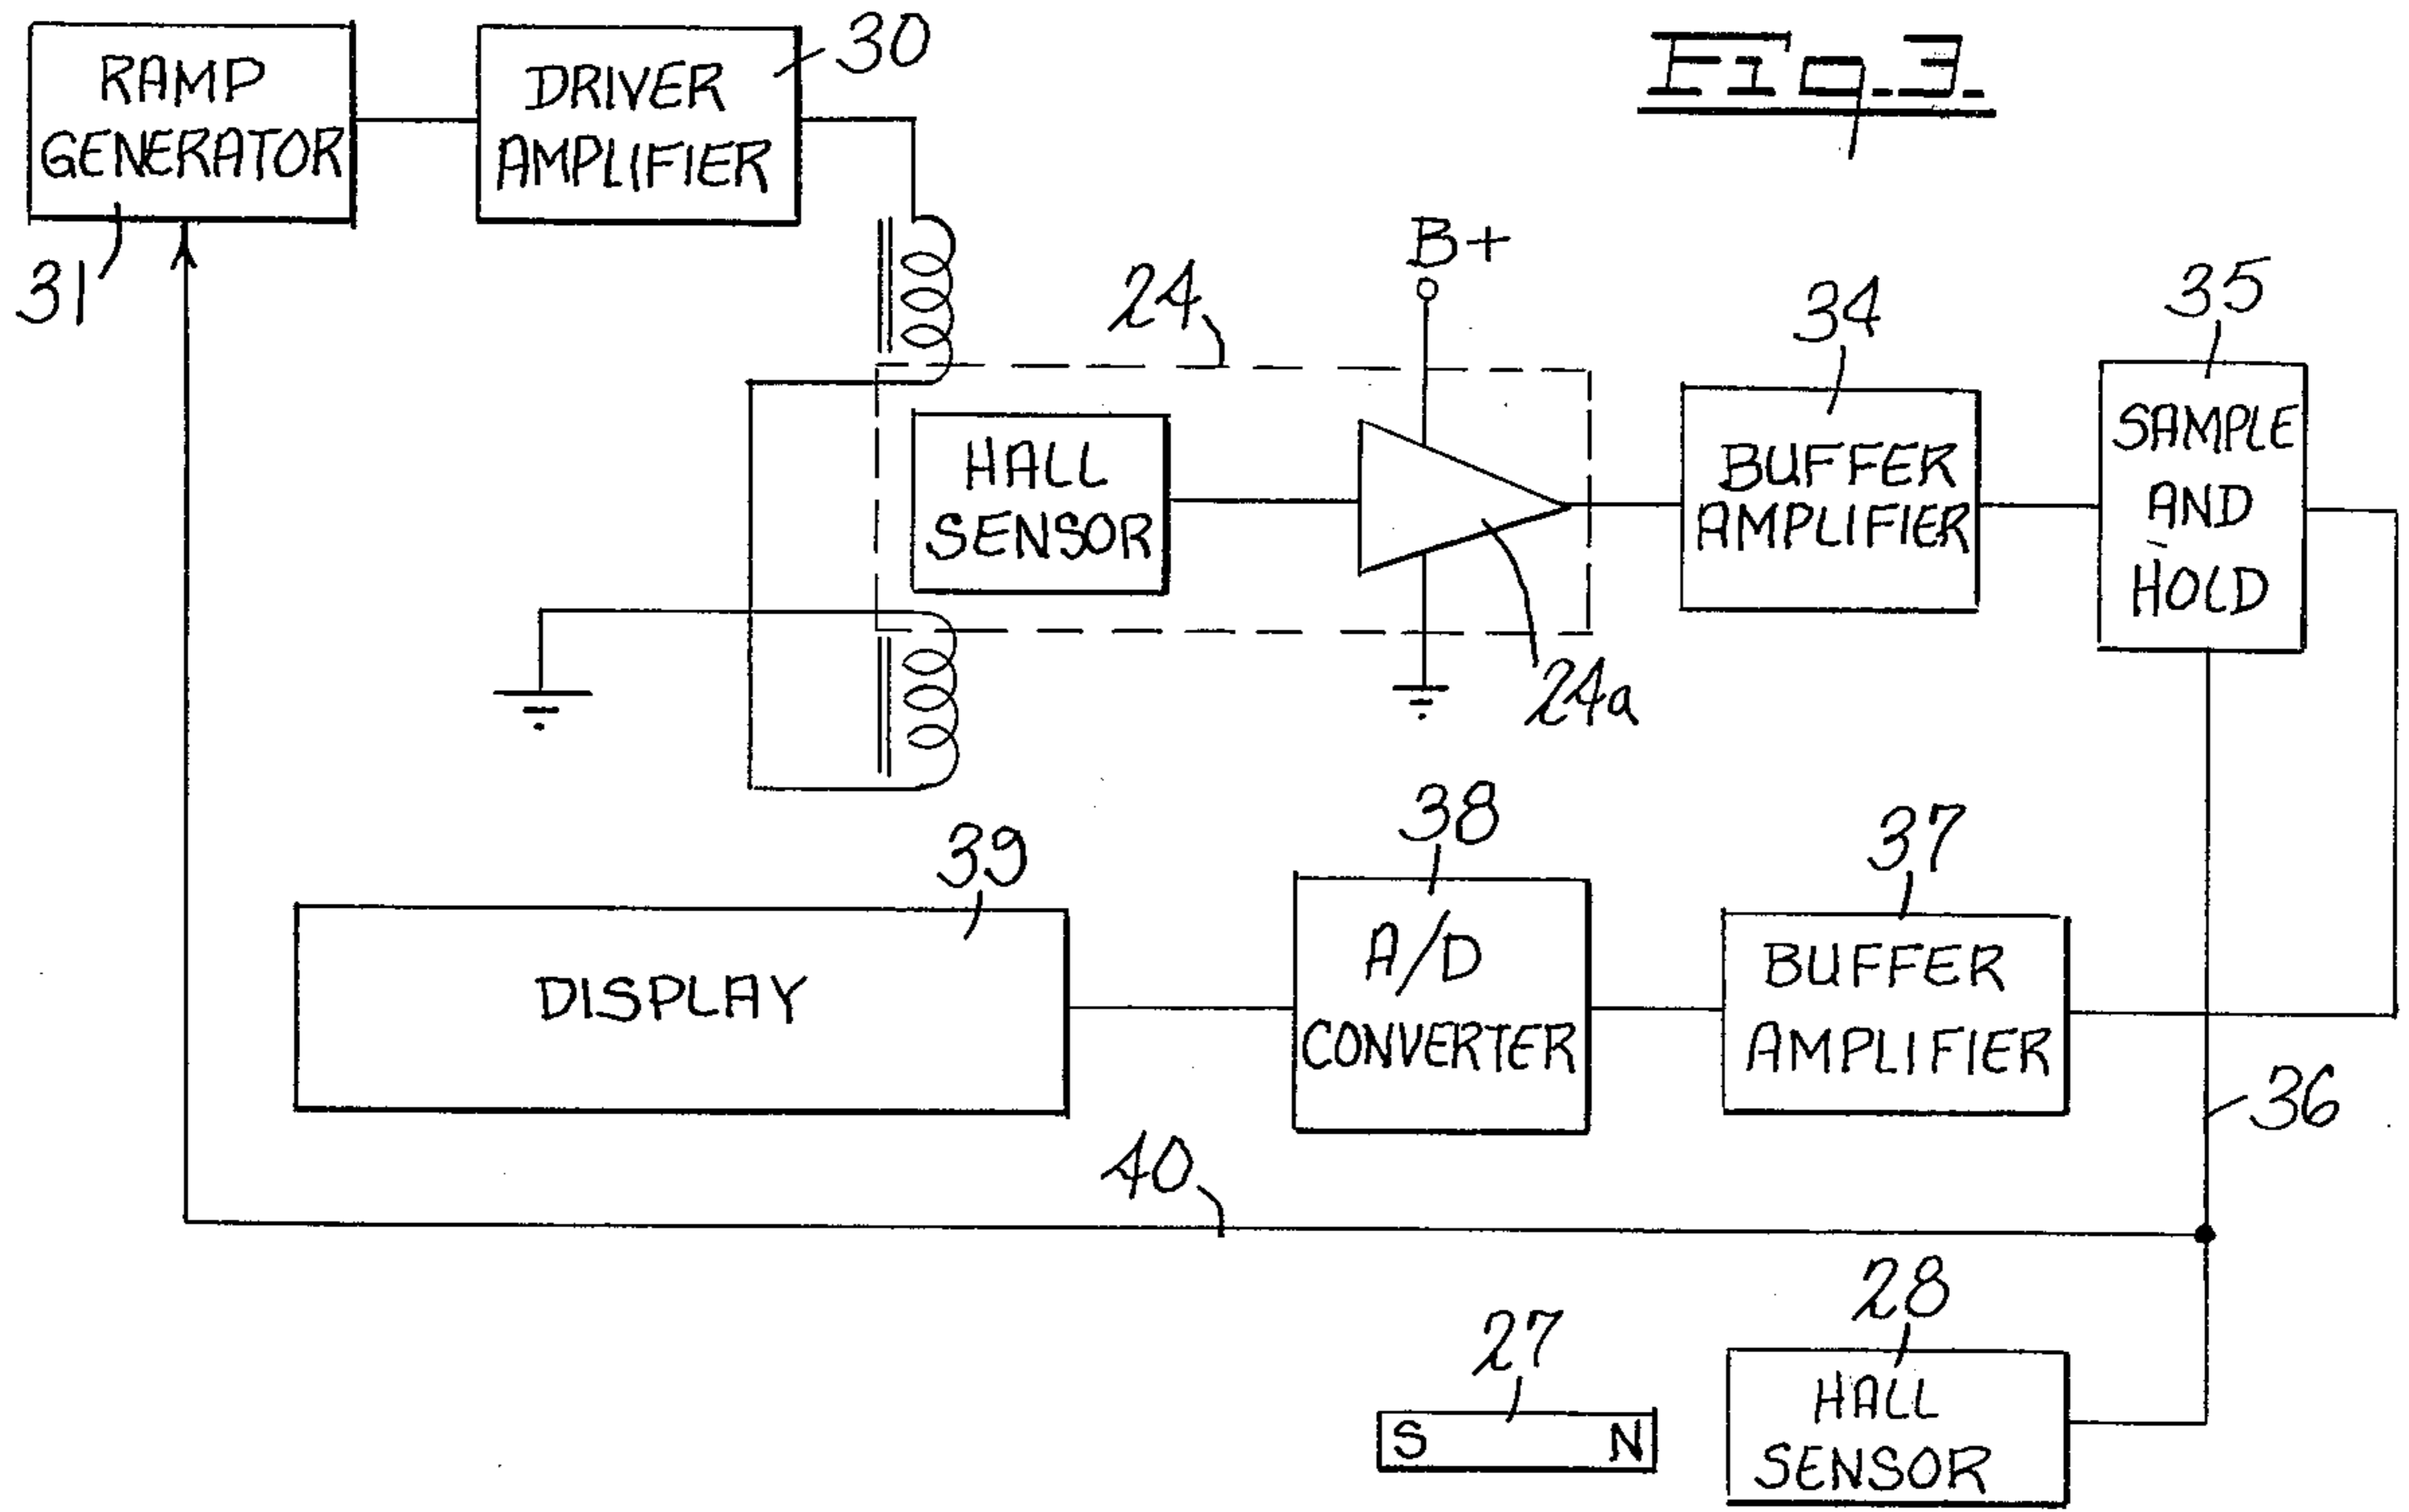 Fig.3.
RAMP
GENERATOR
31
DRIVER
AMPLIFIER
30
24
B+
HALL
SENSOR
24a
34
BUFFER
AMPLIFIER
35
SAMPLE
AND
HOLD
39
DISPLAY
38
A/D
CONVERTER
37
BUFFER
AMPLIFIER
36
40
27
S N
28
HALL
SENSOR